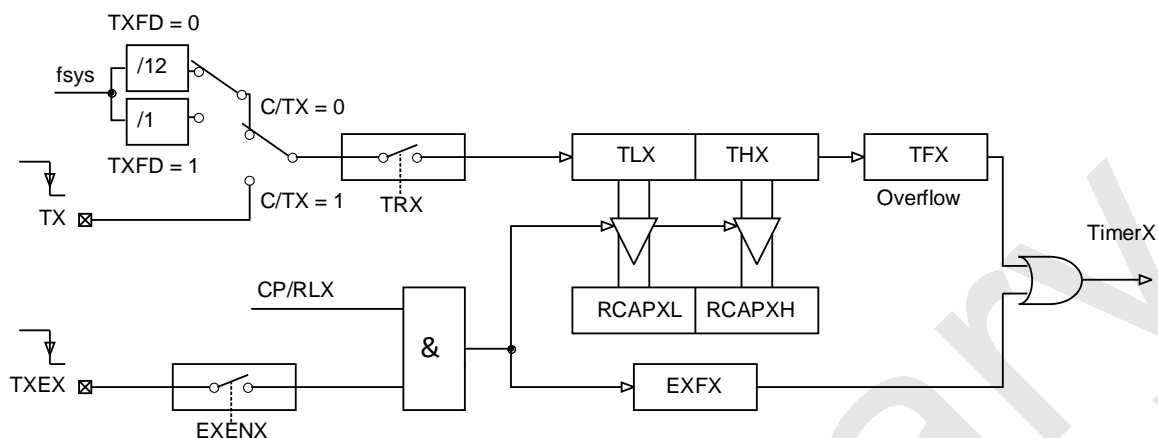 TXFD = 0
/12
fsys
C/TX = 0
/1
TXFD = 1
TLX
THX
TFX
TX
C/TX = 1
TRX
Overflow
TimerX
CP/RLX
RCAPXL
RCAPXH
&
TXEX
EXFX
EXENX